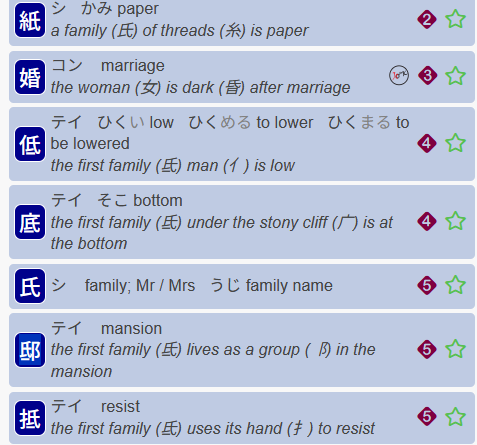 紙 シ かみ paper 2
a family (氏) of threads (糸) is paper
婚 コン marriage 3
the woman (女) is dark (昏) after marriage
低 テイ ひくい low ひくめる to lower ひくまる to
be lowered 4
the first family (氐) man (亻) is low
底 テイ そこ bottom 4
the first family (氐) under the stony cliff (广) is at
the bottom
氏 シ family; Mr / Mrs うじ family name 5
邸 テイ mansion 5
the first family (氐) lives as a group (阝) in the
mansion
抵 テイ resist 5
the first family (氐) uses its hand (扌) to resist